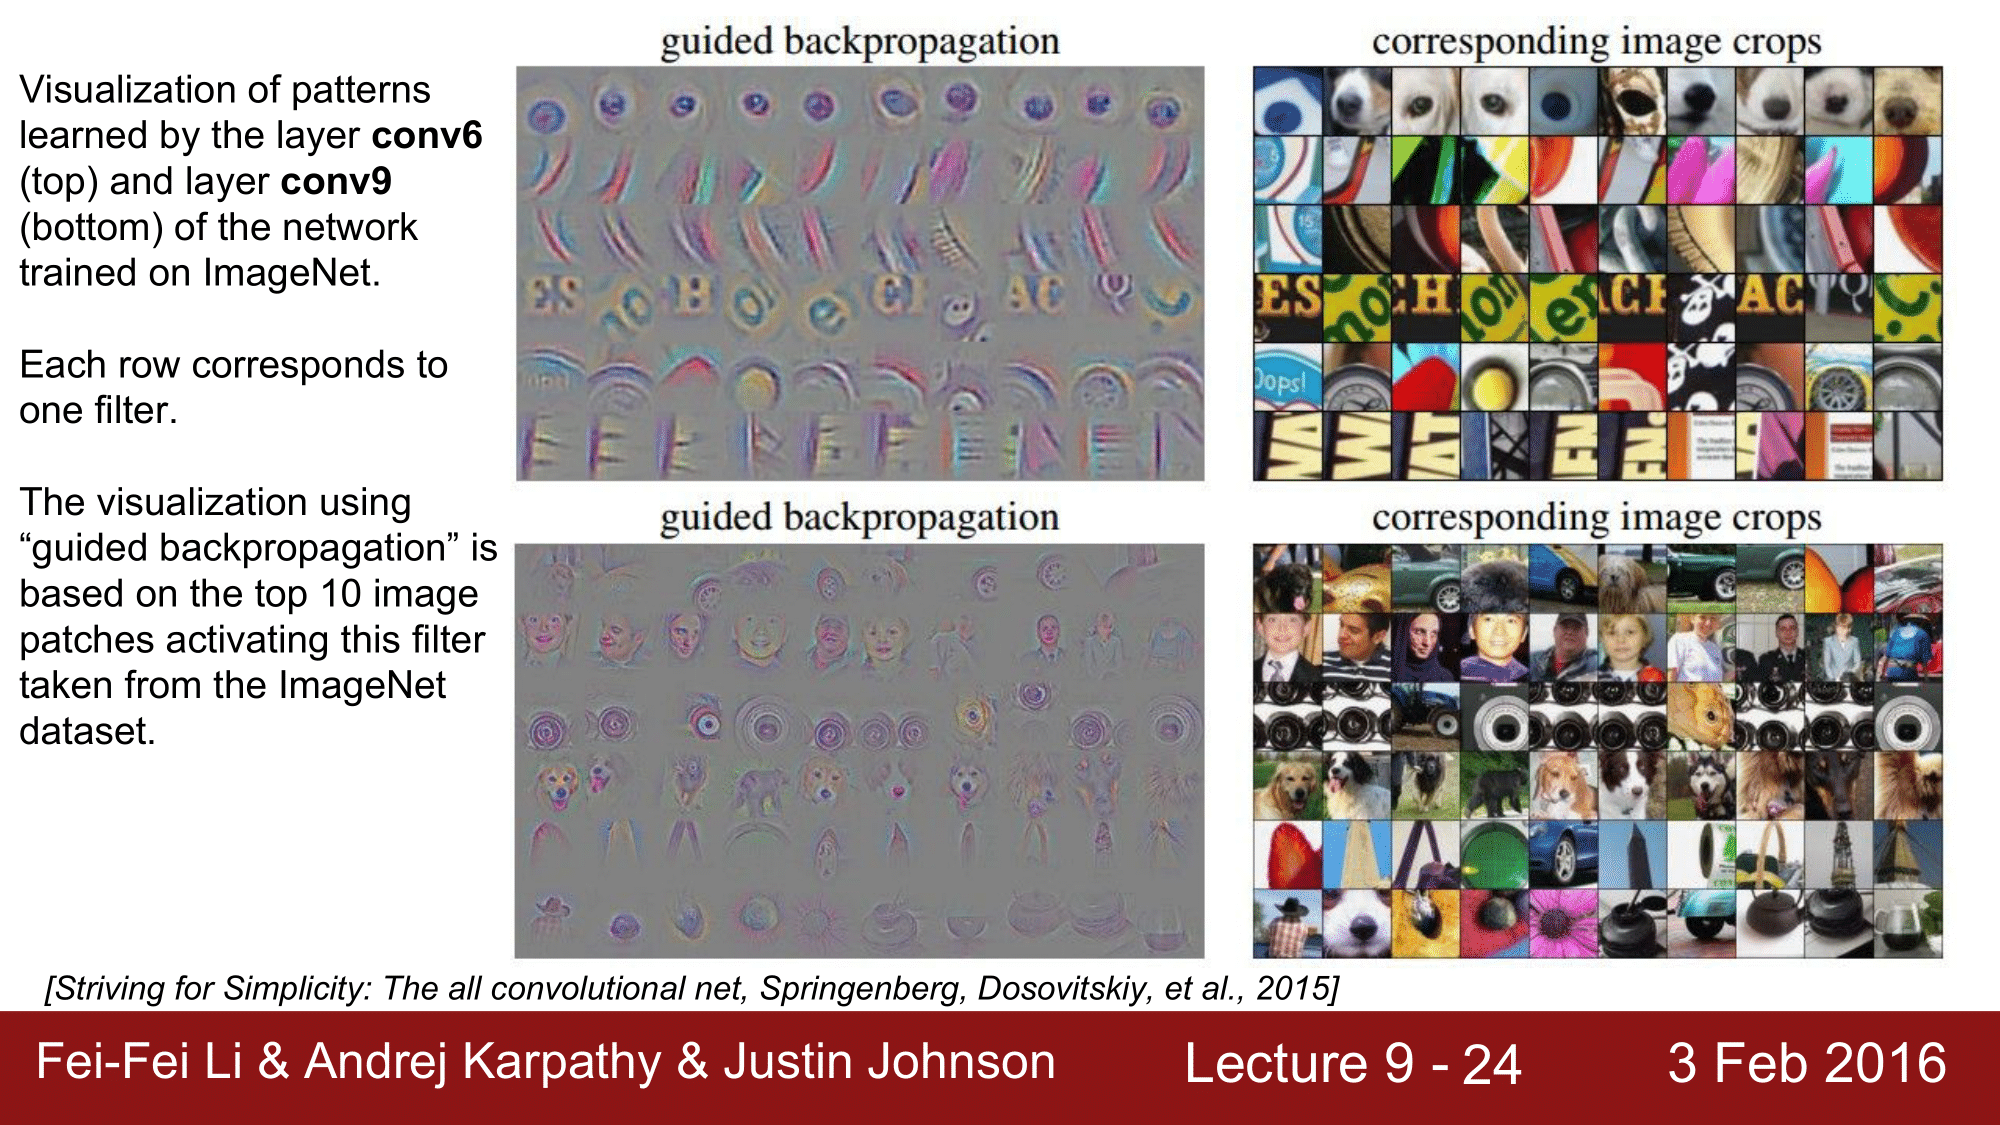 guided backpropagation
corresponding image crops
Visualization of patterns
learned by the layer conv6
(top) and layer conv9
(bottom) of the network
trained on ImageNet.
Each row corresponds to
one filter.
The visualization using
“guided backpropagation” is
based on the top 10 image
patches activating this filter
taken from the ImageNet
dataset.
ES
AC
Oopsl
guided backpropagation
corresponding image crops
[Striving for Simplicity: The all convolutional net, Springenberg, Dosovitskiy, et al., 2015]
Fei-Fei Li & Andrej Karpathy & Justin Johnson
Lecture 9 - 24
3 Feb 2016